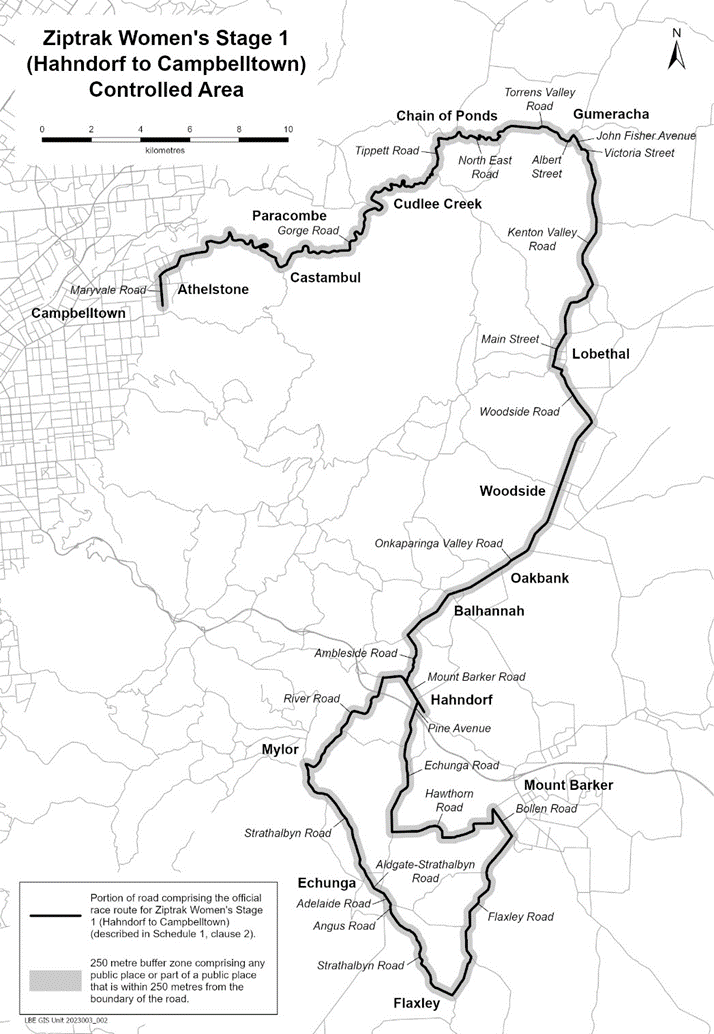 Ziptrak Women's Stage 1
(Hahndorf to Campbelltown)
Controlled Area
N
0 2 4 6 8 10
kilometres
Torrens Valley
Road
Chain of Ponds
Gumeracha
John Fisher Avenue
Tippett Road
North East
Road
Albert
Street
Victoria Street
Cudlee Creek
Paracombe
Gorge Road
Kenton Valley
Road
Castambul
Maryvale Road
Athelstone
Campbelltown
Main Street
Lobethal
Woodside Road
Woodside
Onkaparinga Valley Road
Oakbank
Balhannah
Ambleside Road
Mount Barker Road
River Road
Hahndorf
Pine Avenue
Mylor
Echunga Road
Mount Barker
Hawthorn
Road
Bollen Road
Strathalbyn Road
Aldgate-Strathalbyn
Road
Echunga
Adelaide Road
Angus Road
Flaxley Road
Strathalbyn Road
Flaxley
Portion of road comprising the official
race route for Ziptrak Women's Stage
1 (Hahndorf to Campbelltown)
(described in Schedule 1, clause 2).
250 metre buffer zone comprising any
public place or part of a public place
that is within 250 metres from the
boundary of the road.
LBE GIS Unit 2023003_002